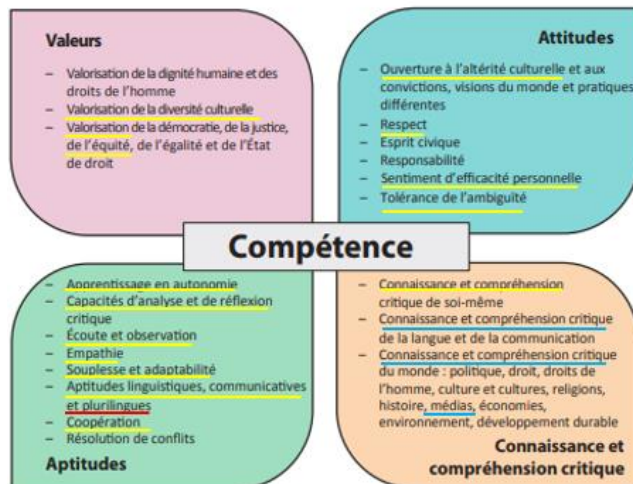 Valeurs
– Valorisation de la dignité humaine et des
droits de l'homme
– Valorisation de la diversité culturelle
– Valorisation de la démocratie, de la justice,
de l'équité, de l'égalité et de l'État
de droit
Attitudes
– Ouverture à l'altérité culturelle et aux
convictions, visions du monde et pratiques
différentes
– Respect
– Esprit civique
– Responsabilité
– Sentiment d'efficacité personnelle
– Tolérance de l'ambiguïté
Compétence
– Apprentissage en autonomie
– Capacités d'analyse et de réflexion
critique
– Écoute et observation
– Empathie
– Souplesse et adaptabilité
– Aptitudes linguistiques, communicatives
et plurilingues
– Coopération
– Résolution de conflits
Aptitudes
– Connaissance et compréhension
critique de soi-même
– Connaissance et compréhension critique
de la langue et de la communication
– Connaissance et compréhension critique
du monde : politique, droit, droits de
l'homme, culture et cultures, religions,
histoire, médias, économies,
environnement, développement durable
Connaissance et
compréhension critique